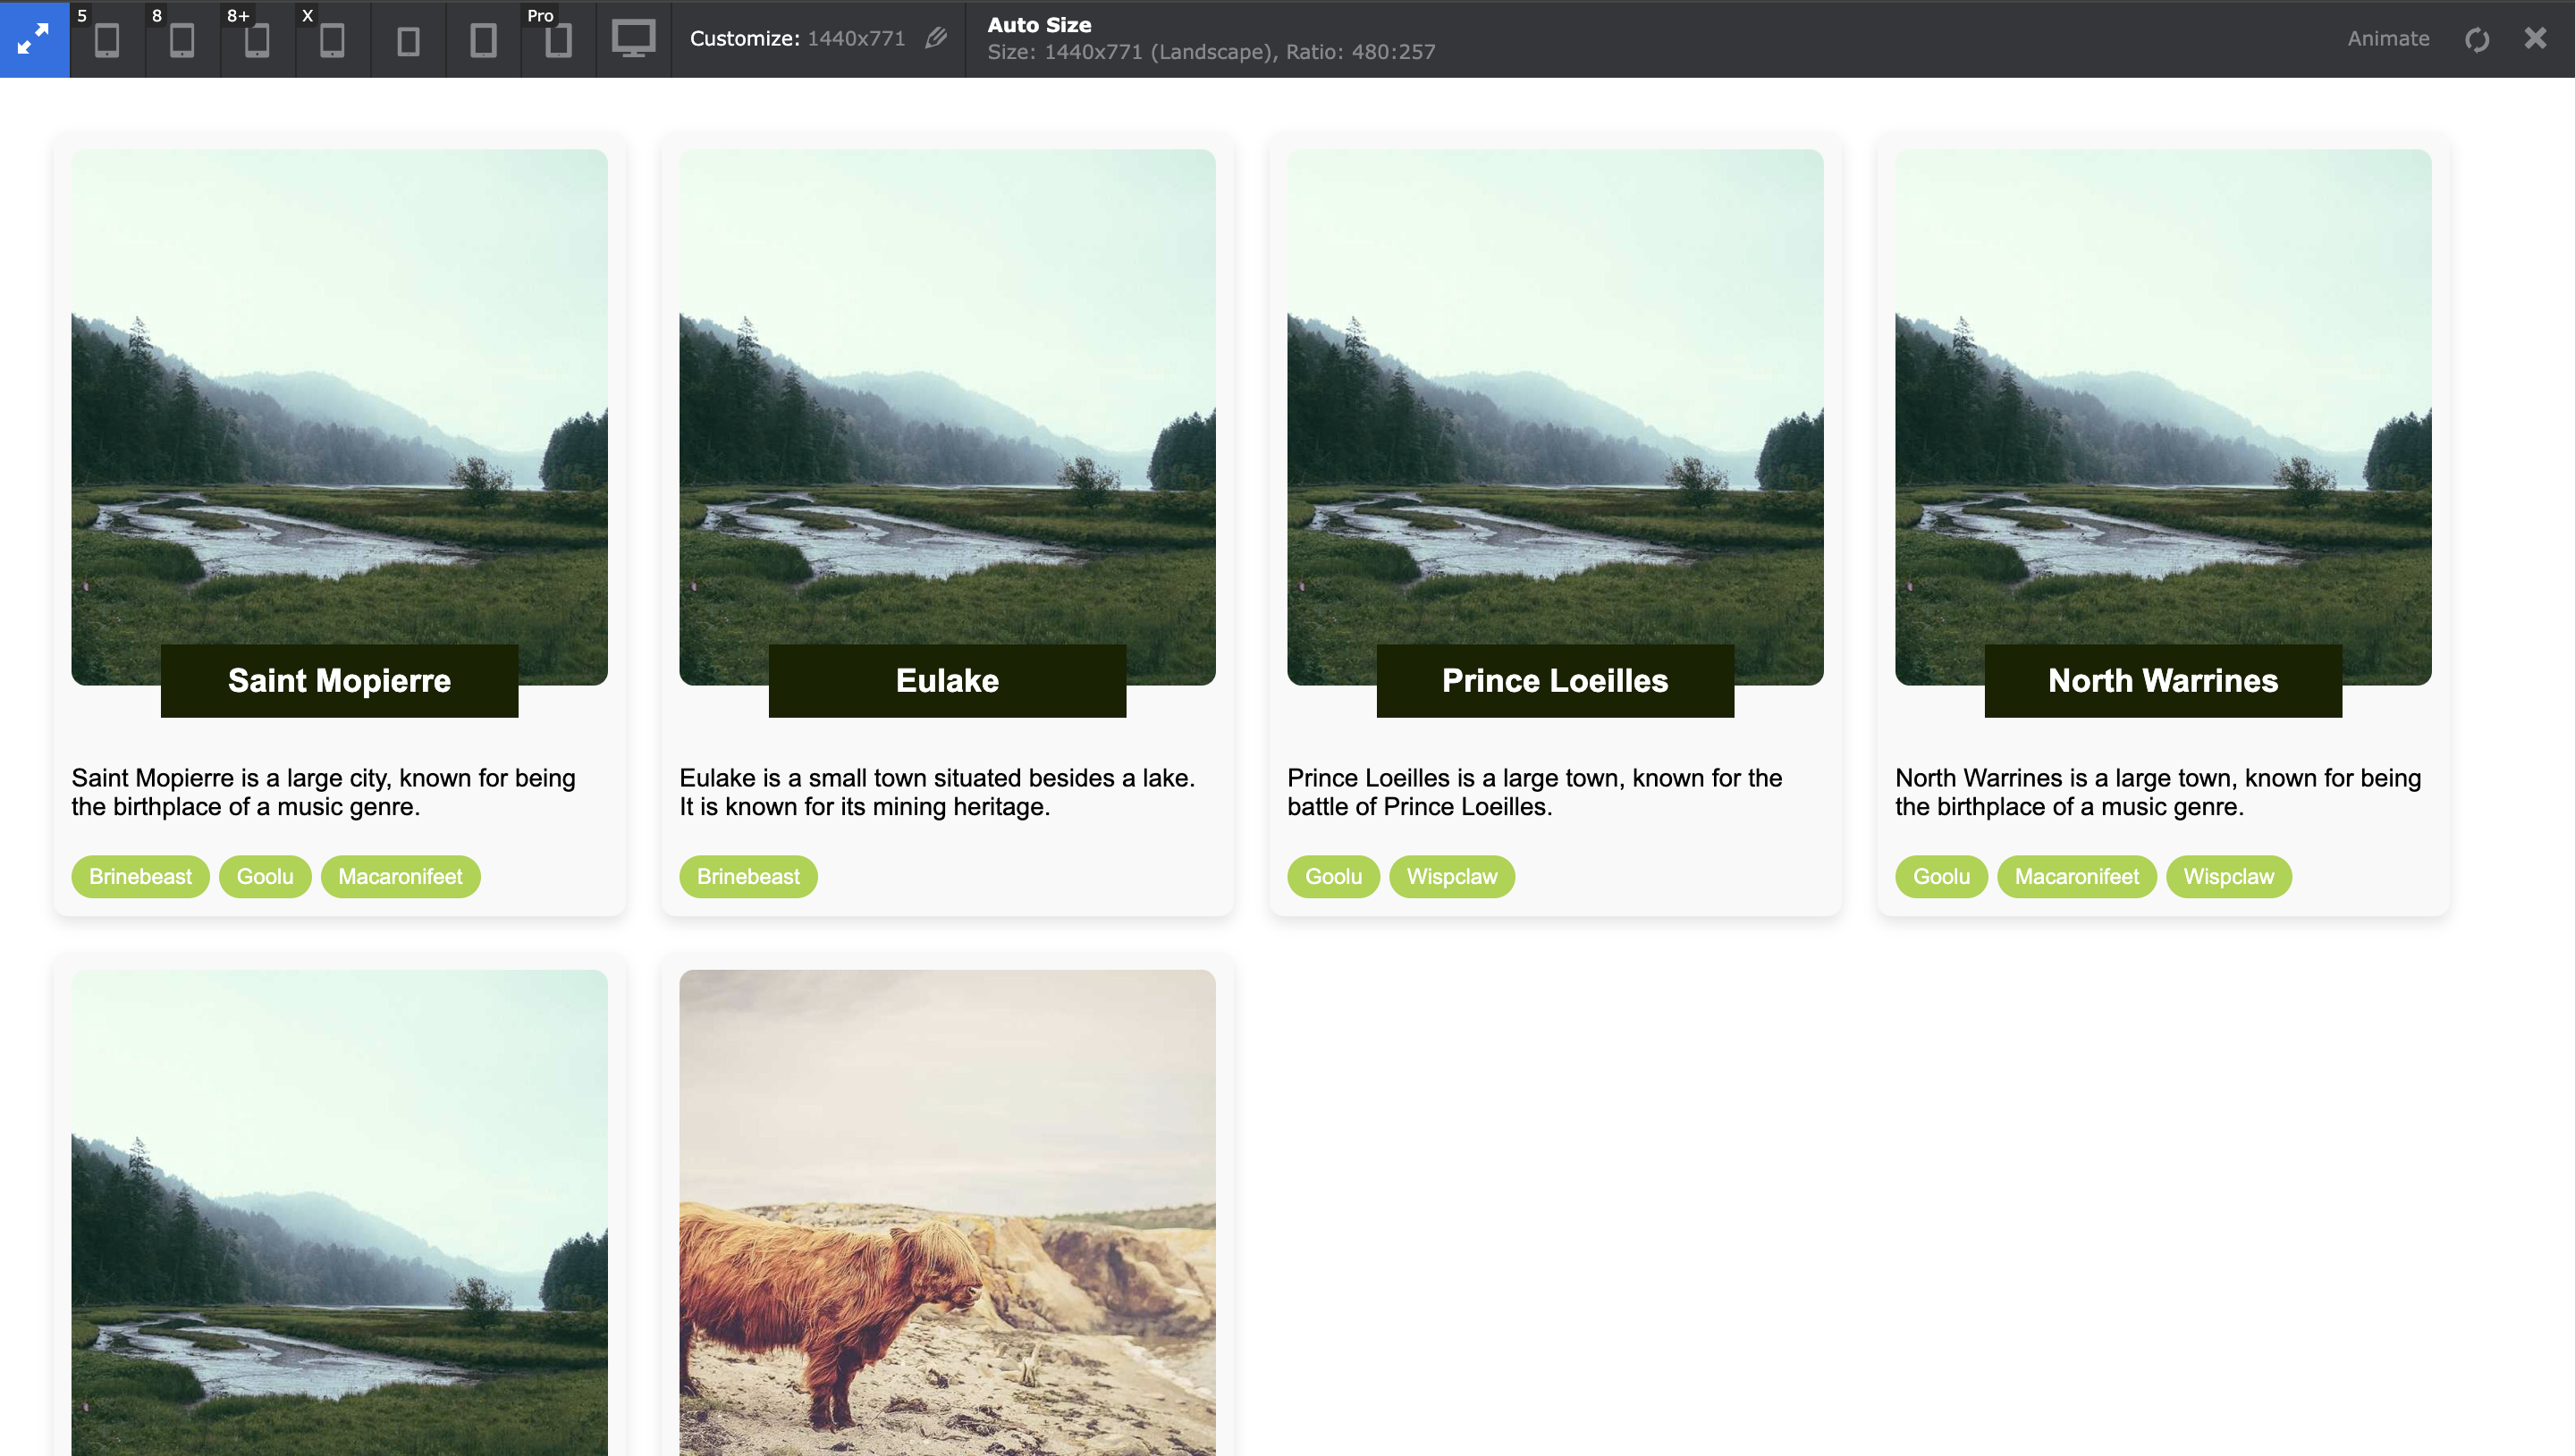 5
8
8+
X
Pro
Customize: 1440x771
Auto Size
Size: 1440x771 (Landscape), Ratio: 480:257
Animate
Saint Mopierre
Saint Mopierre is a large city, known for being
the birthplace of a music genre.
Brinebeast
Goolu
Macaronifeet
Eulake
Eulake is a small town situated besides a lake.
It is known for its mining heritage.
Brinebeast
Prince Loeilles
Prince Loeilles is a large town, known for the
battle of Prince Loeilles.
Goolu
Wispclaw
North Warrines
North Warrines is a large town, known for being
the birthplace of a music genre.
Goolu
Macaronifeet
Wispclaw